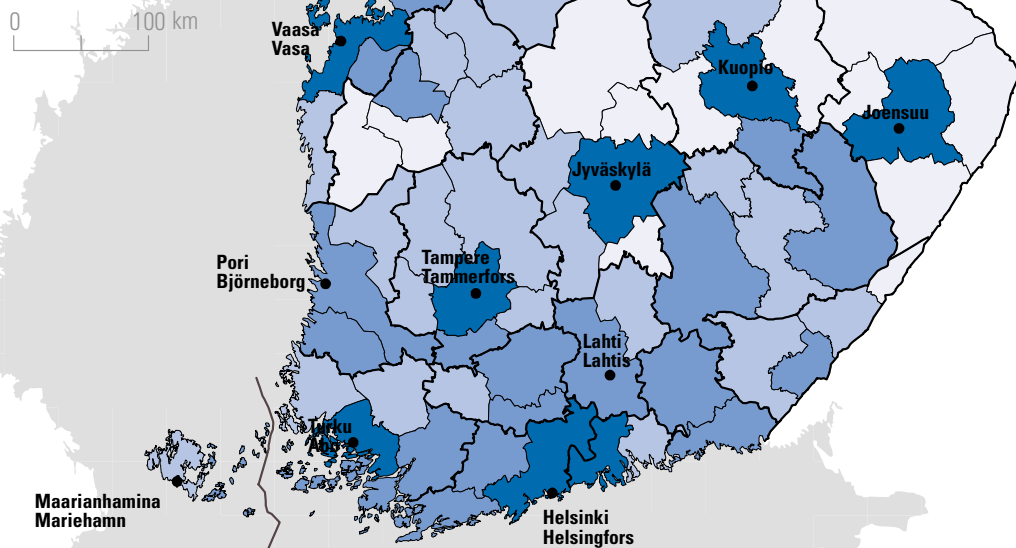 0 100 km
Vaasa
Vasa
Kuopio
Joensuu
Jyväskylä
Tampere
Tammerfors
Pori
Björneborg
Lahti
Lahtis
Turku
Åbo
Maarianhamina
Mariehamn
Helsinki
Helsingfors